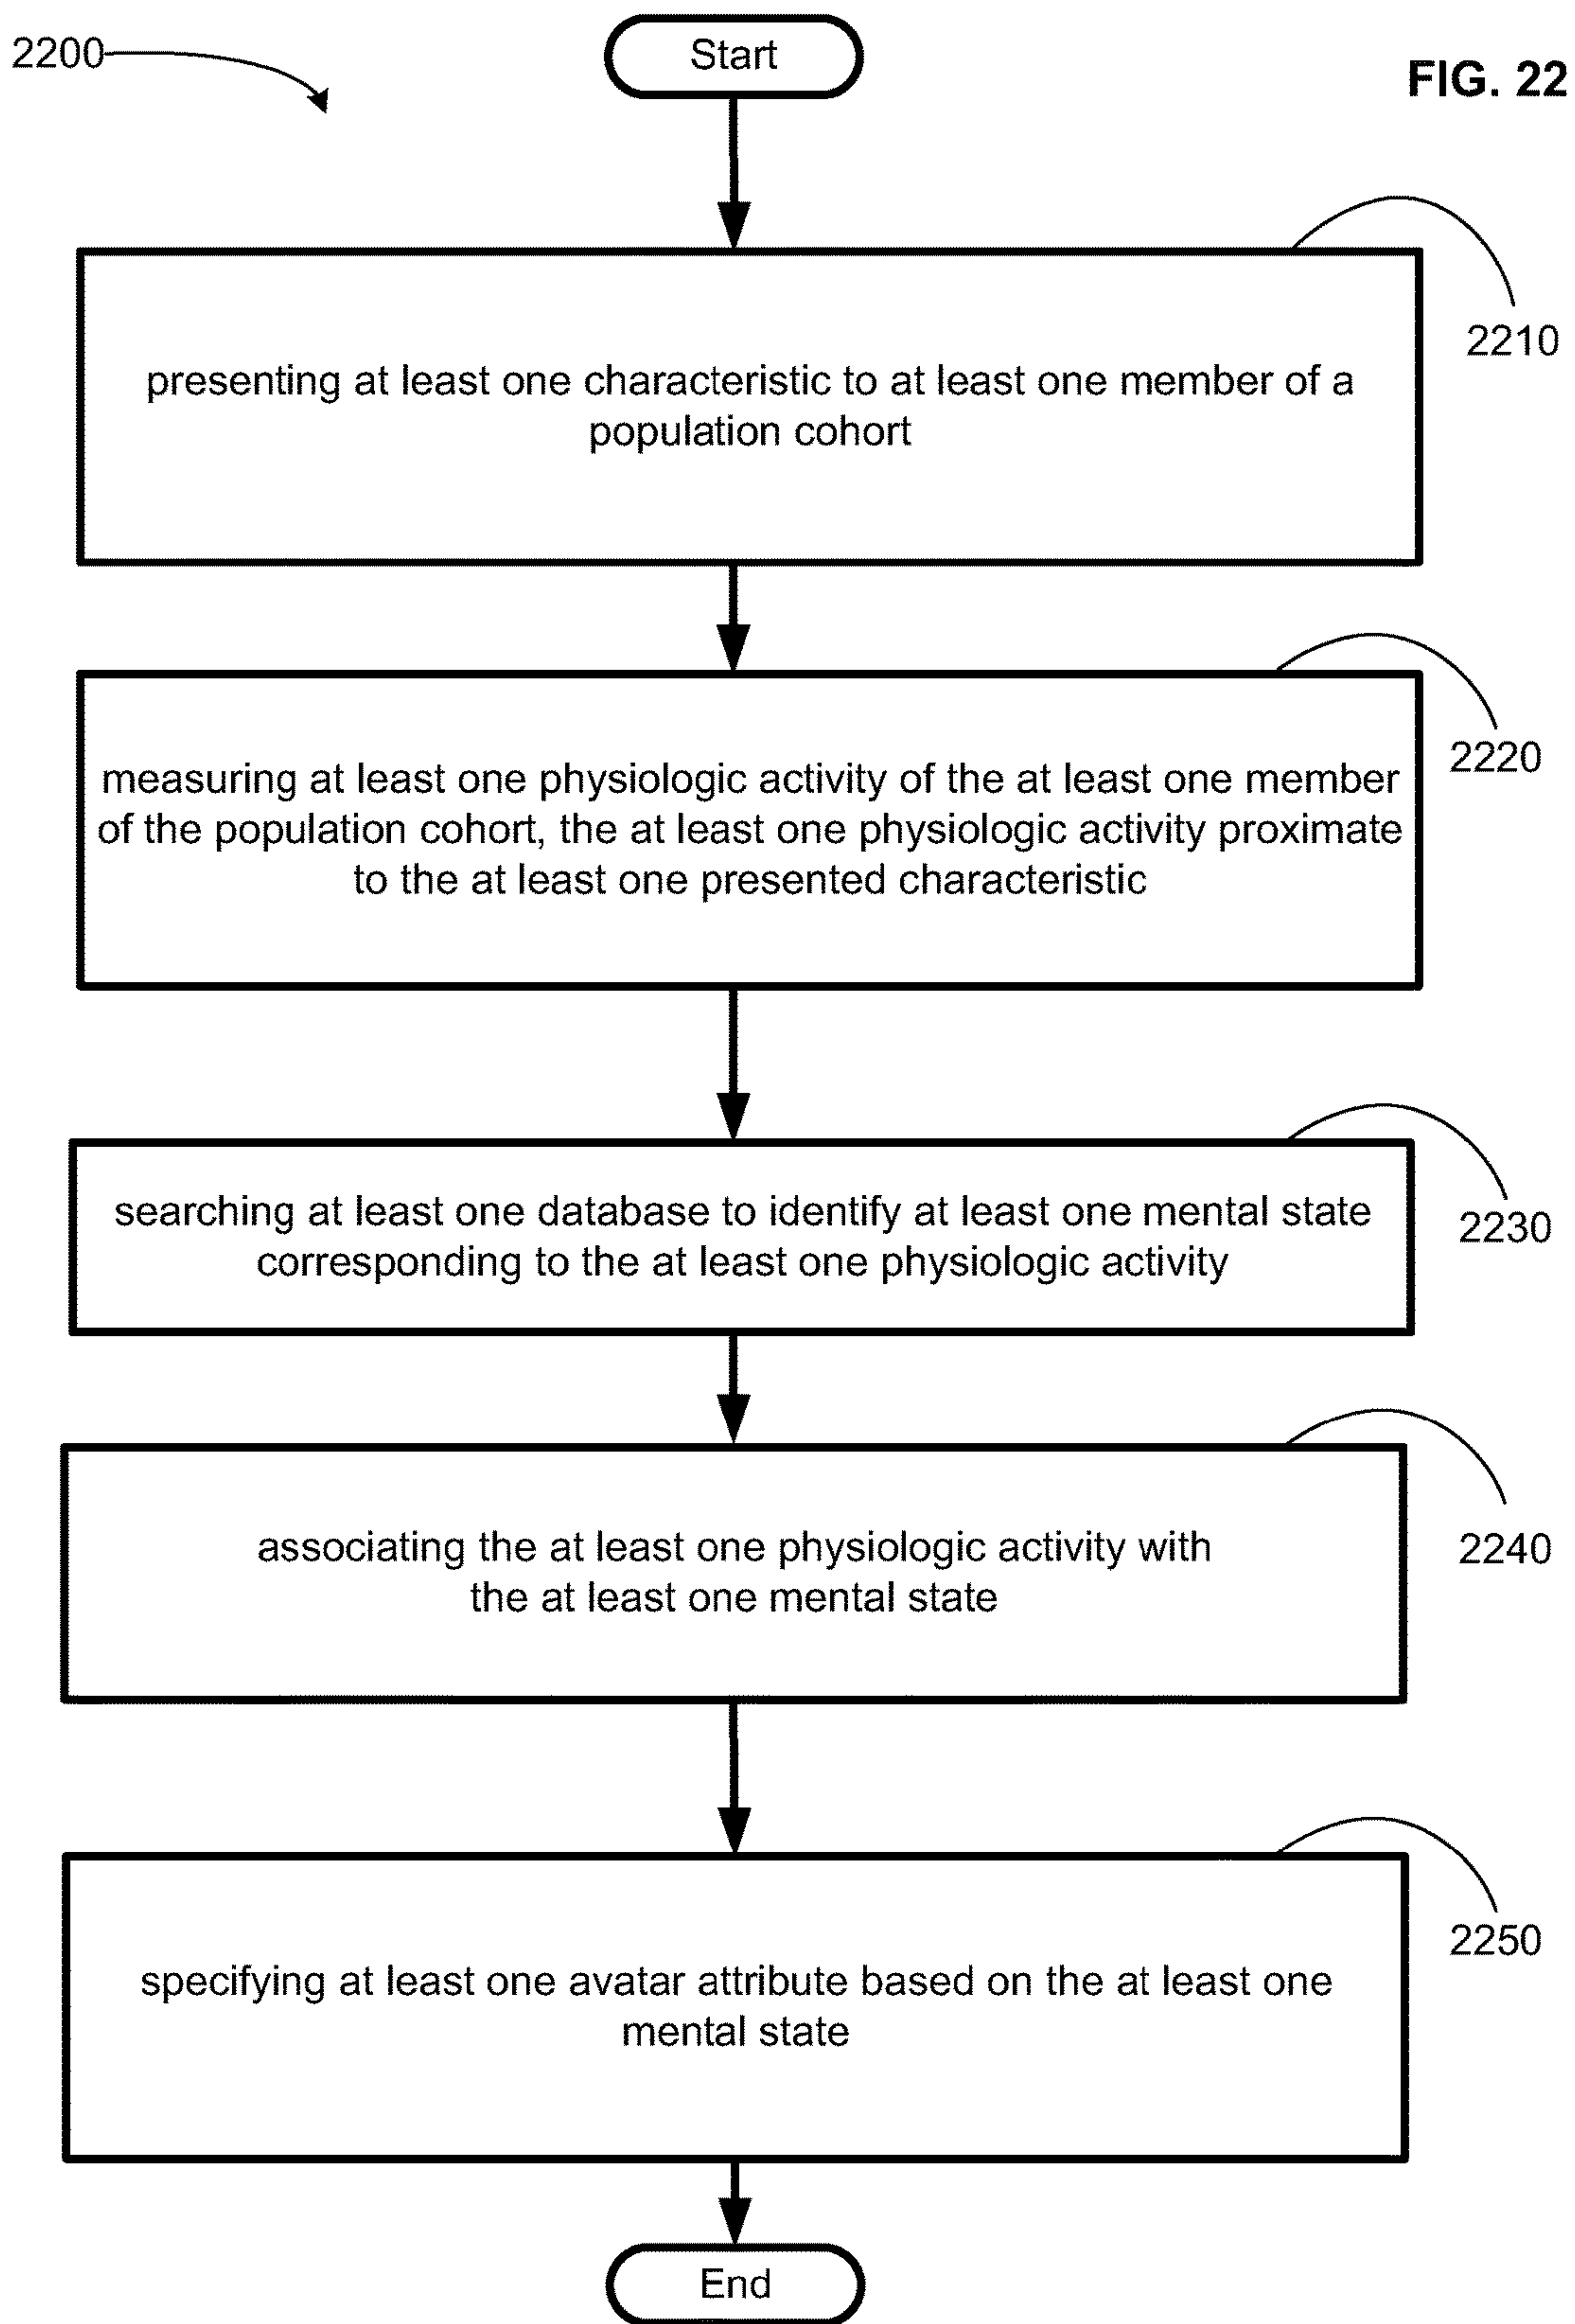 2200
Start
FIG. 22
2210
presenting at least one characteristic to at least one member of a
population cohort
2220
measuring at least one physiologic activity of the at least one member
of the population cohort, the at least one physiologic activity proximate
to the at least one presented characteristic
2230
searching at least one database to identify at least one mental state
corresponding to the at least one physiologic activity
2240
associating the at least one physiologic activity with
the at least one mental state
2250
specifying at least one avatar attribute based on the at least one
mental state
End